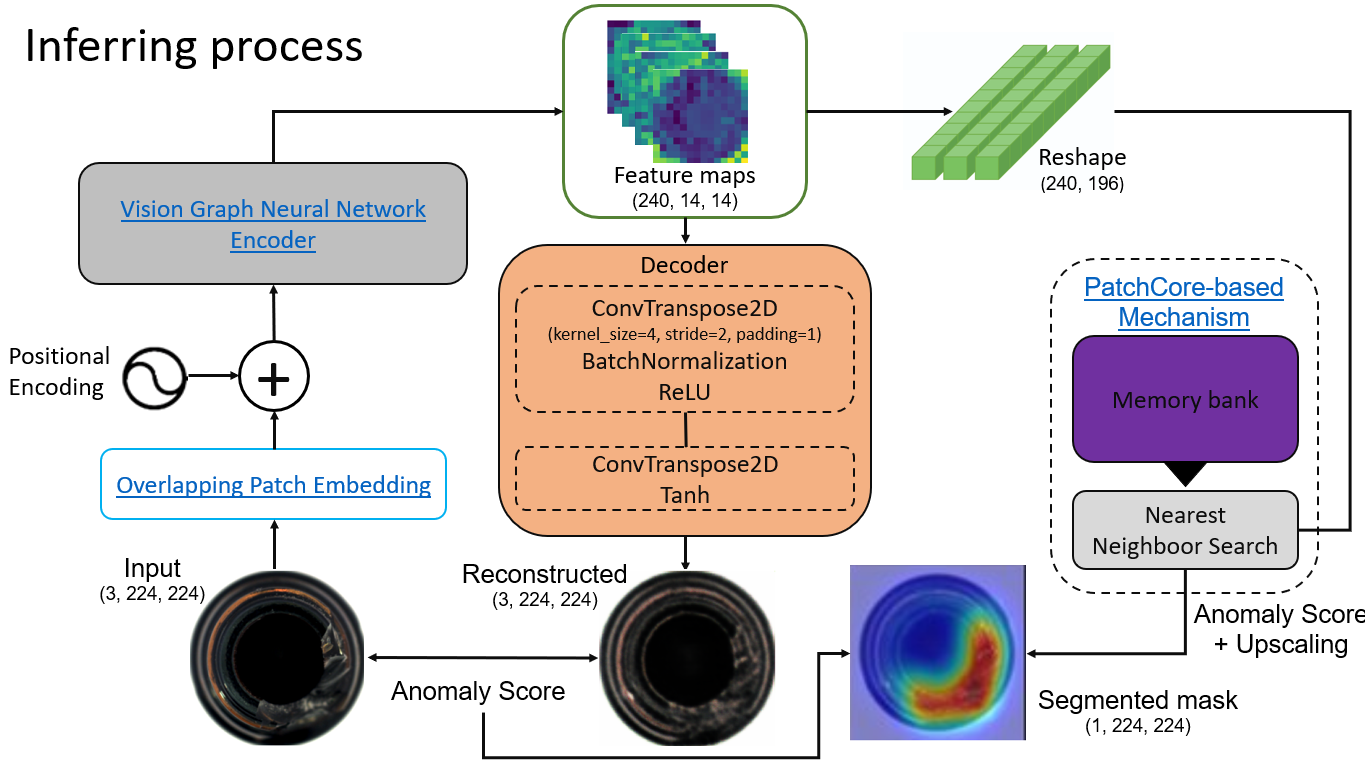 Inferring process
Feature maps
(240, 14, 14)
Reshape
(240, 196)
Vision Graph Neural Network
Encoder
Positional
Encoding
+
Overlapping Patch Embedding
Input
(3, 224, 224)
Decoder
ConvTranspose2D
(kernel_size=4, stride=2, padding=1)
BatchNormalization
ReLU
ConvTranspose2D
Tanh
Reconstructed
(3, 224, 224)
Anomaly Score
PatchCore-based
Mechanism
Memory bank
Nearest
Neighboor Search
Anomaly Score
+ Upscaling
Segmented mask
(1, 224, 224)